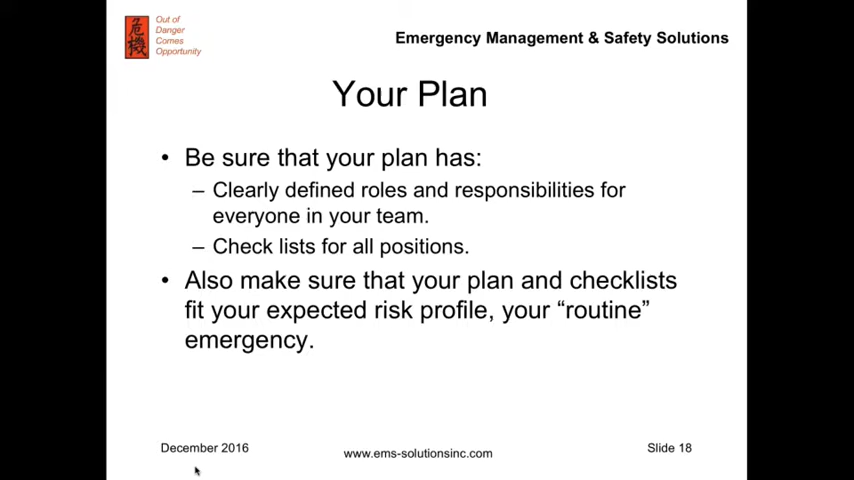 危機
Out of
Danger
Comes
Opportunity
Emergency Management & Safety Solutions
Your Plan
• Be sure that your plan has:
– Clearly defined roles and responsibilities for
everyone in your team.
– Check lists for all positions.
• Also make sure that your plan and checklists
fit your expected risk profile, your “routine”
emergency.
December 2016
www.ems-solutionsinc.com
Slide 18